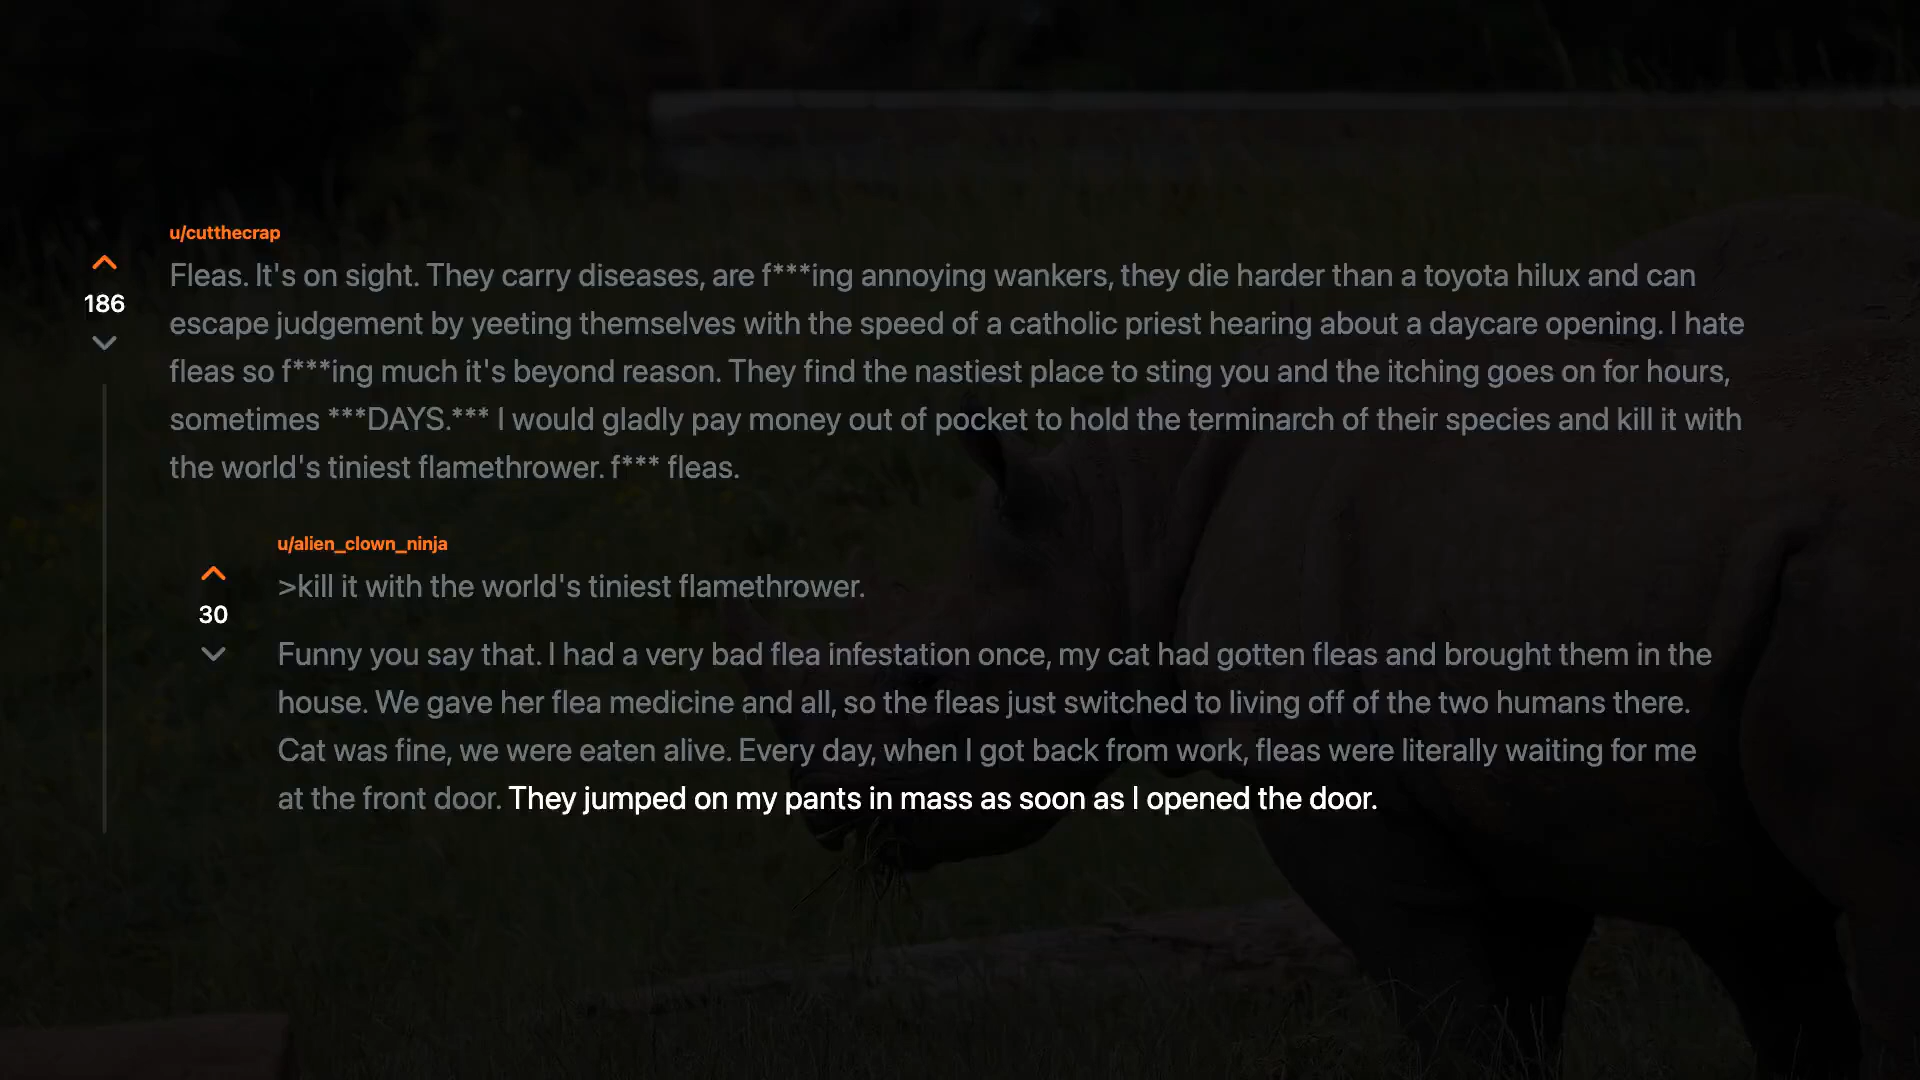 u/cutthecrap
186
Fleas. It's on sight. They carry diseases, are f***ing annoying wankers, they die harder than a toyota hilux and can
escape judgement by yeeting themselves with the speed of a catholic priest hearing about a daycare opening. I hate
fleas so f***ing much it's beyond reason. They find the nastiest place to sting you and the itching goes on for hours,
sometimes ***DAYS.*** I would gladly pay money out of pocket to hold the terminarch of their species and kill it with
the world's tiniest flamethrower. f*** fleas.
u/alien_clown_ninja
30
>kill it with the world's tiniest flamethrower.
Funny you say that. I had a very bad flea infestation once, my cat had gotten fleas and brought them in the
house. We gave her flea medicine and all, so the fleas just switched to living off of the two humans there.
Cat was fine, we were eaten alive. Every day, when I got back from work, fleas were literally waiting for me
at the front door. They jumped on my pants in mass as soon as I opened the door.